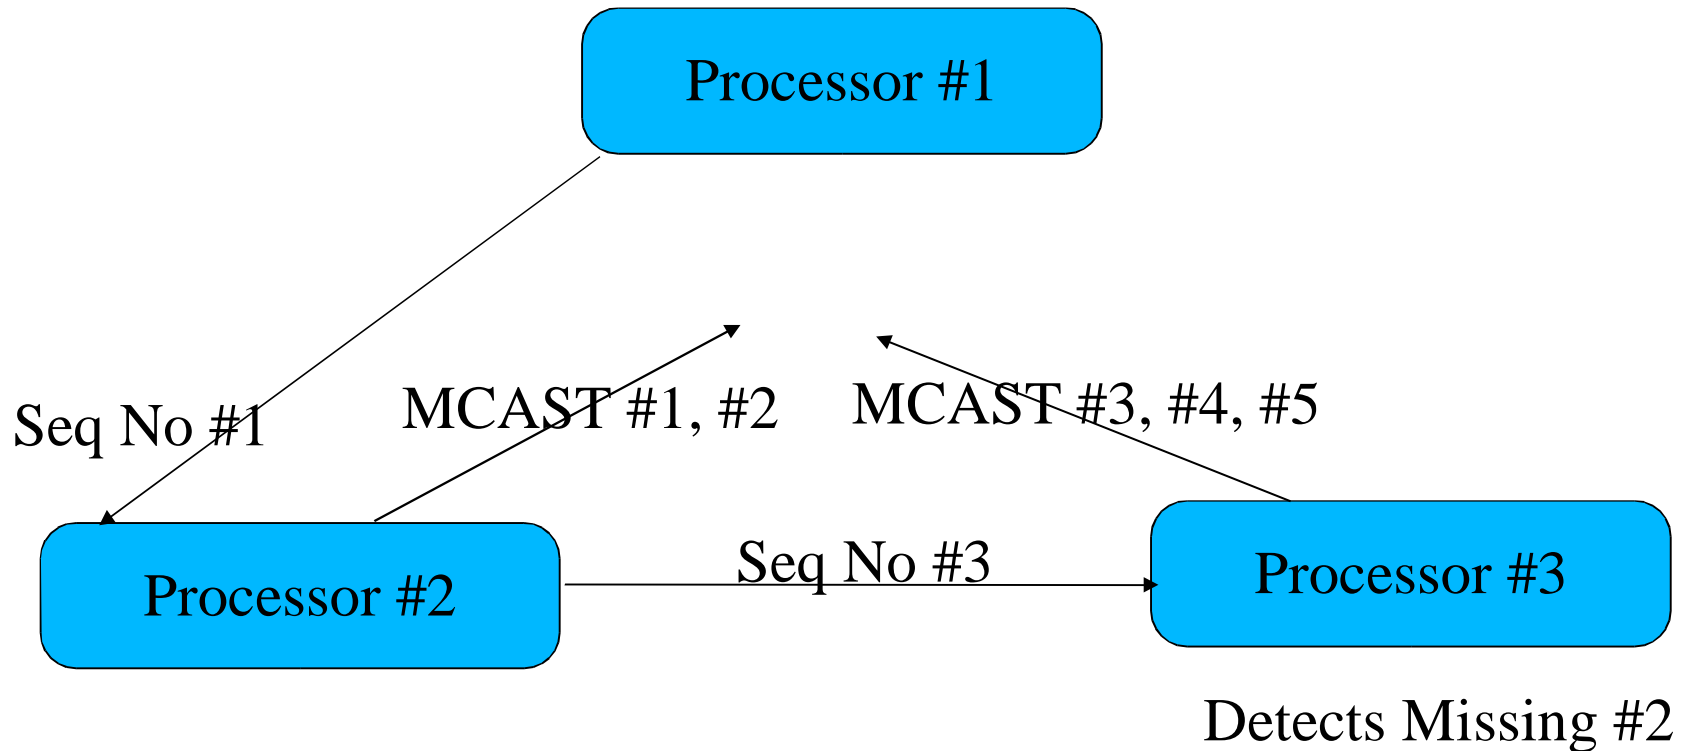 Processor #1
Seq No #1
MCAST #1, #2
MCAST #3, #4, #5
Processor #2
Seq No #3
Processor #3
Detects Missing #2